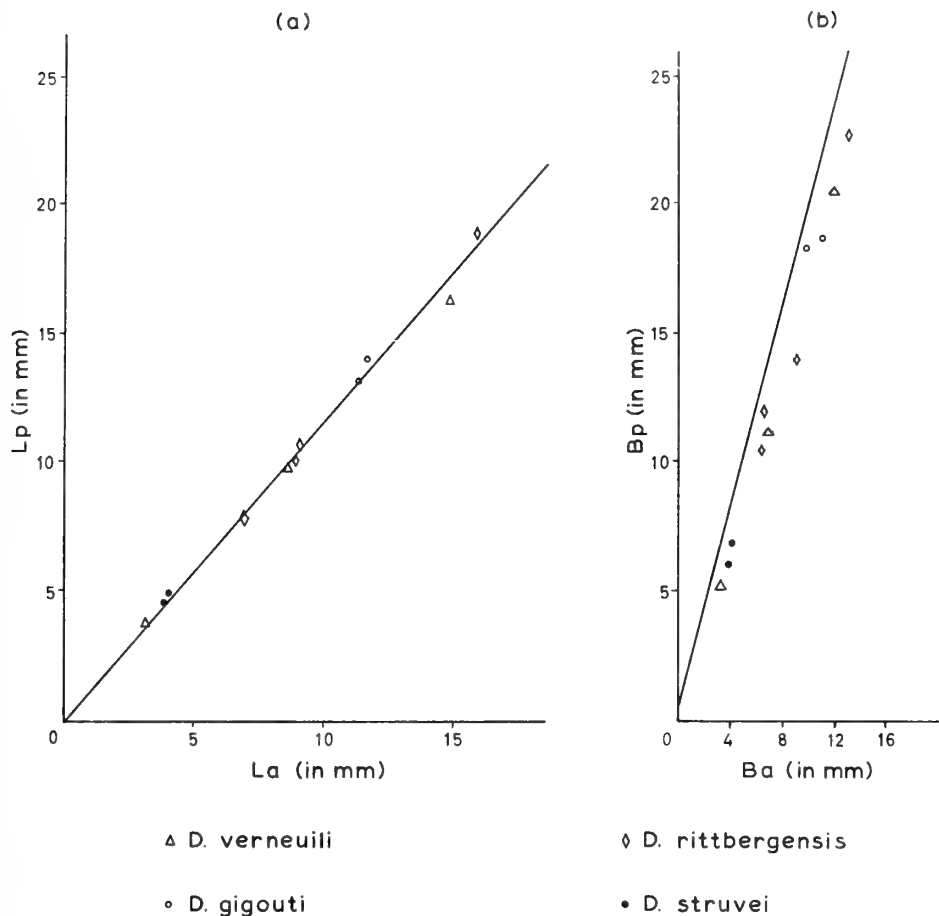 (a)
(b)
25
20
15
10
5
0
5
10
15
Lp (in mm)
La (in mm)
25
20
15
10
5
0
4
8
12
16
Bp (in mm)
Ba (in mm)
D. verneuili
D. rittbergensis
D. gigouti
D. struvei